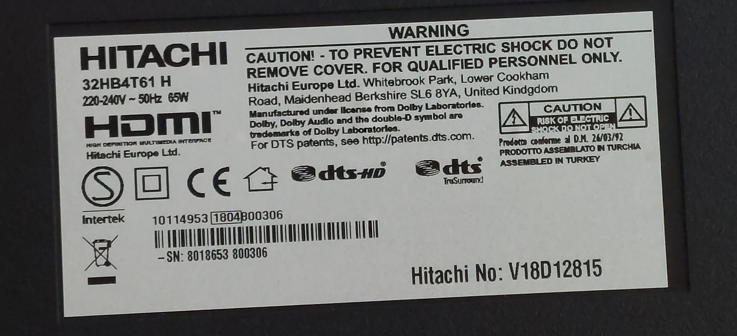 HITACHI
32HB4T61 H
220-240V ~ 50Hz 65W
HDMI™
HIGH DEFINITION MULTIMEDIA INTERFACE
Hitachi Europe Ltd.
WARNING
CAUTION! - TO PREVENT ELECTRIC SHOCK DO NOT
REMOVE COVER. FOR QUALIFIED PERSONNEL ONLY.
Hitachi Europe Ltd. Whitebrook Park, Lower Cookham
Road, Maidenhead Berkshire SL6 8YA, United Kingdgom
Manufactured under license from Dolby Laboratories.
Dolby, Dolby Audio and the double-D symbol are
trademarks of Dolby Laboratories.
For DTS patents, see http://patents.dts.com.
CAUTION
RISK OF ELECTRIC
SHOCK DO NOT OPEN
Prodotto conforme al D.M. 26/03/92
PRODOTTO ASSEMBLATO IN TURCHIA
ASSEMBLED IN TURKEY
S
Intertek
CE
dts-HD
dts
TruSurround
10114953 1804 800306
-SN: 8018653 800306
Hitachi No: V18D12815